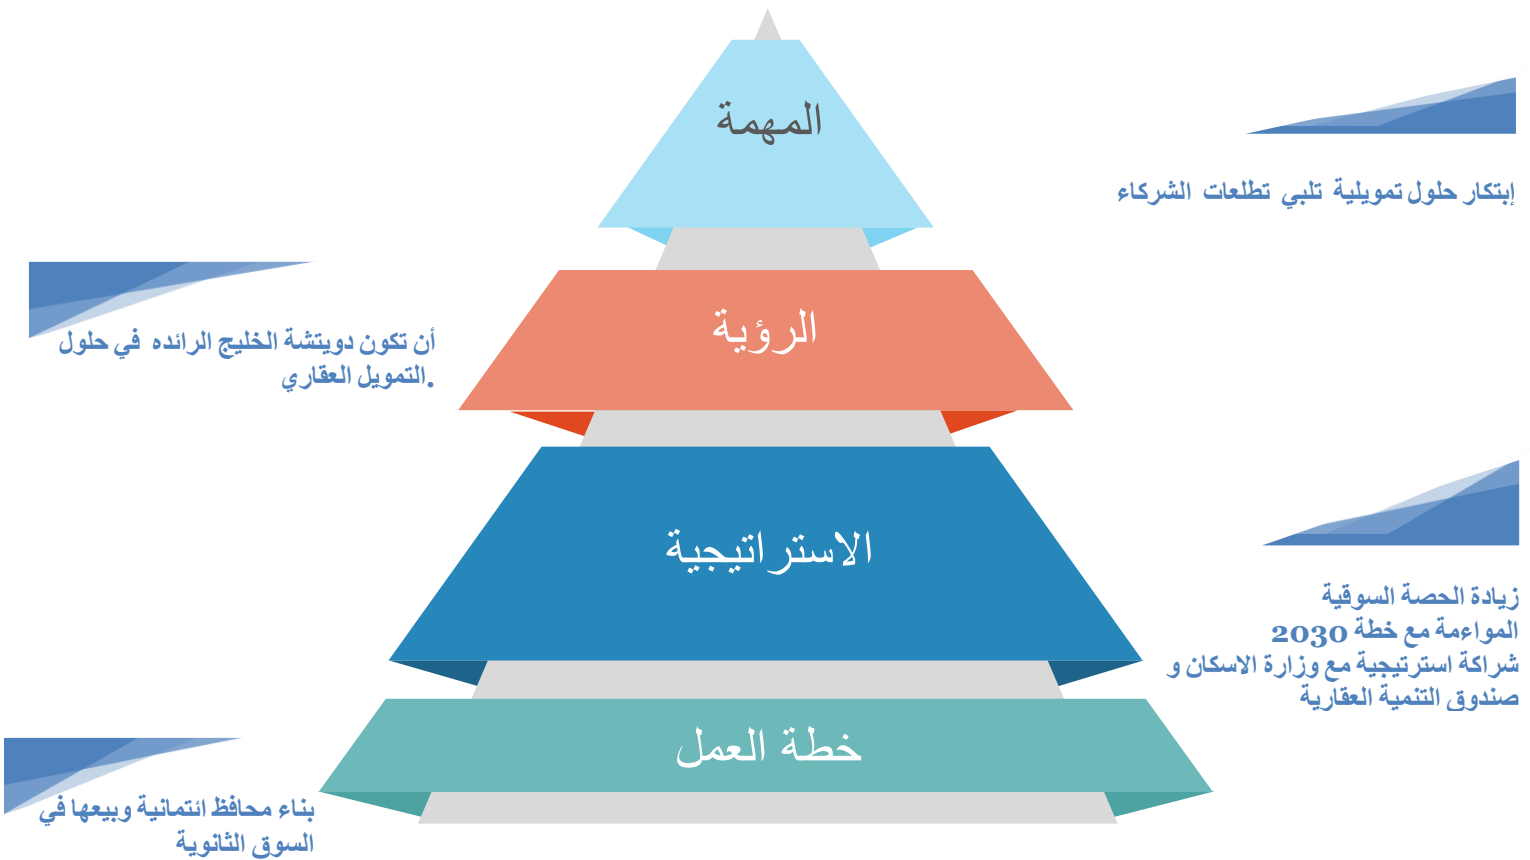 المهمة
إبتكار حلول تمويلية تلبي تطلعات الشركاء
الرؤية
أن تكون دويتشة الخليج الرائده في حلول
التمويل العقاري.
الاستراتيجية
زيادة الحصة السوقية
المواءمة مع خطة 2030
شراكة استرتيجية مع وزارة الاسكان و
صندوق التنمية العقارية
خطة العمل
بناء محافظ ائتمانية وبيعها في
السوق الثانوية